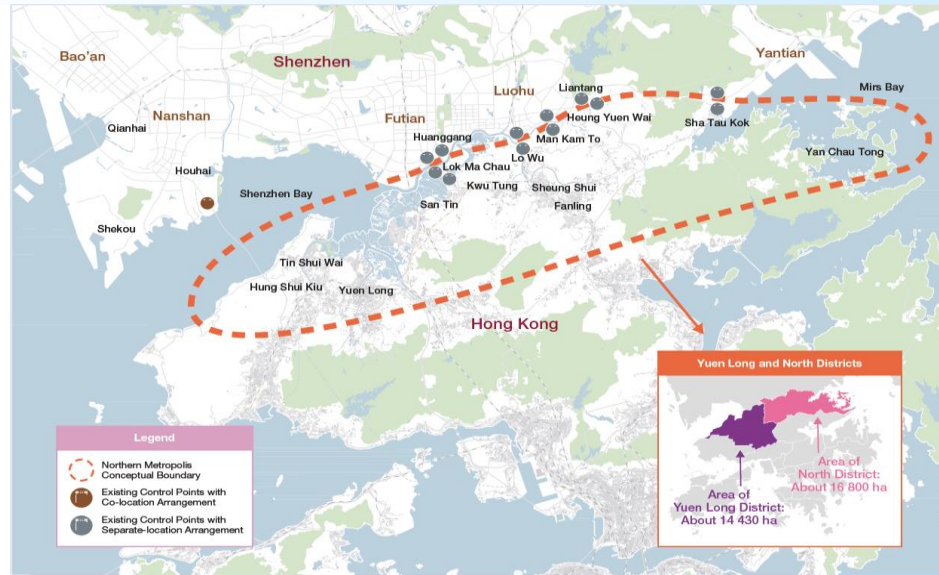 Bao'an
Shenzhen
Yantian
Nanshan
Luohu
Liantang
Mirs Bay
Qianhai
Futian
Heung Yuen Wai
Sha Tau Kok
Huanggang
Man Kam To
Yan Chau Tong
Houhai
Lok Ma Chau
Lo Wu
Shenzhen Bay
Kwu Tung
Sheung Shui
San Tin
Fanling
Shekou
Tin Shui Wai
Hung Shui Kiu
Yuen Long
Hong Kong
Yuen Long and North Districts
Area of
North District:
About 16 800 ha
Area of
Yuen Long District:
About 14 430 ha
Legend
Northern Metropolis
Conceptual Boundary
Existing Control Points with
Co-location Arrangement
Existing Control Points with
Separate-location Arrangement